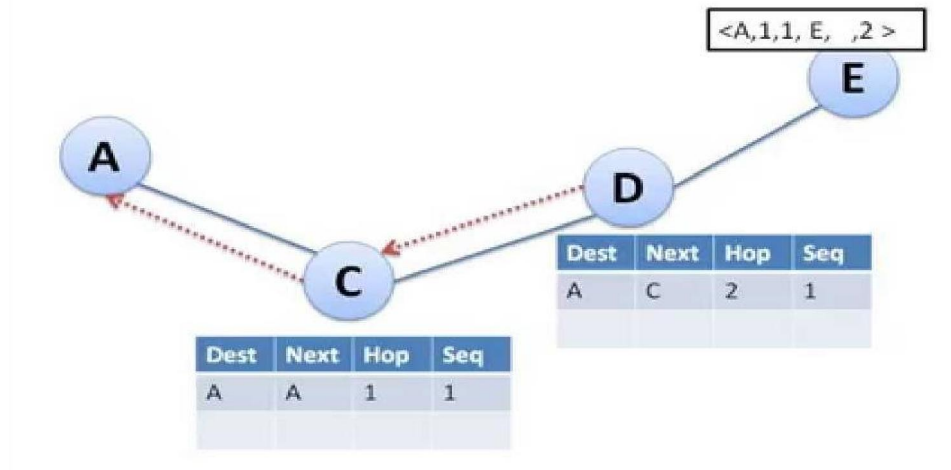 <A,1,1, E,   ,2 >
E
A
D
Dest Next Hop Seq
A C 2 1
C
Dest Next Hop Seq
A A 1 1